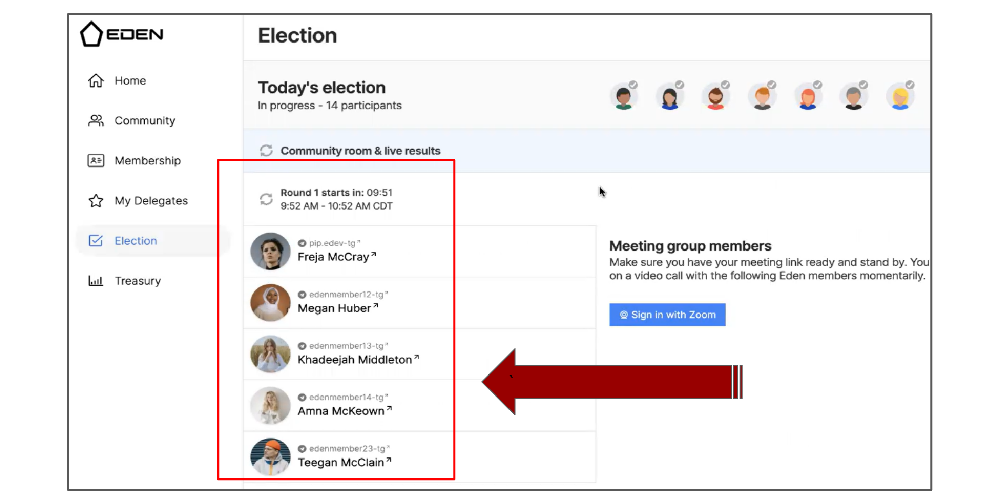 EDEN
Home
Community
Membership
My Delegates
Election
Treasury
Election
Today's election
In progress - 14 participants
Community room & live results
Round 1 starts in: 09:51
9:52 AM - 10:52 AM CDT
pip.edev-tg
Freja McCray
edenmember12-tg
Megan Huber
edenmember13-tg
Khadeejah Middleton
edenmember14-tg
Amna McKeown
edenmember23-tg
Teegan McClain
Meeting group members
Make sure you have your meeting link ready and stand by. You
on a video call with the following Eden members momentarily.
Sign in with Zoom